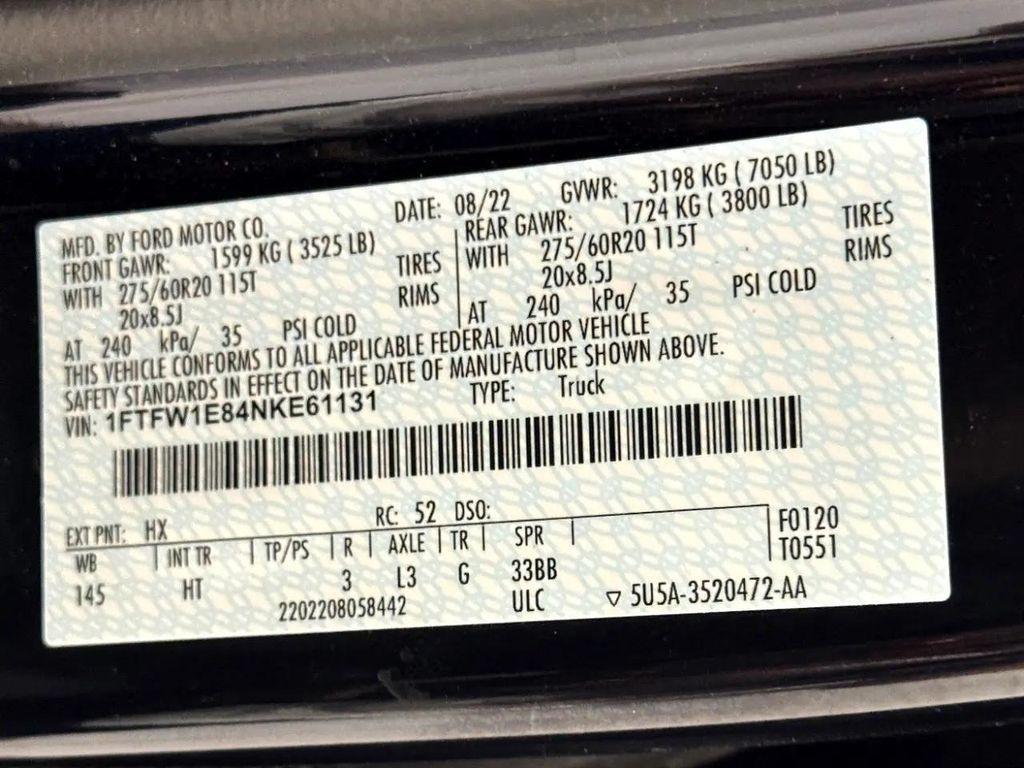 MFD. BY FORD MOTOR CO. DATE: 08/22 GVWR: 3198 KG ( 7050 LB)
FRONT GAWR: 1599 KG ( 3525 LB) REAR GAWR: 1724 KG ( 3800 LB)
WITH 275/60R20 115T TIRES WITH 275/60R20 115T TIRES
20x8.5J RIMS 20x8.5J RIMS
AT 240 kPa/ 35 PSI COLD AT 240 kPa/ 35 PSI COLD
THIS VEHICLE CONFORMS TO ALL APPLICABLE FEDERAL MOTOR VEHICLE
SAFETY STANDARDS IN EFFECT ON THE DATE OF MANUFACTURE SHOWN ABOVE.
VIN: 1FTFW1E84NKE61131 TYPE: Truck
EXT PNT: HX RC: 52 DSO:
WB INT TR TP/PS R AXLE TR SPR F0120
145 HT 3 L3 G 33BB T0551
2202208058442 ULC ▽ 5U5A-3520472-AA